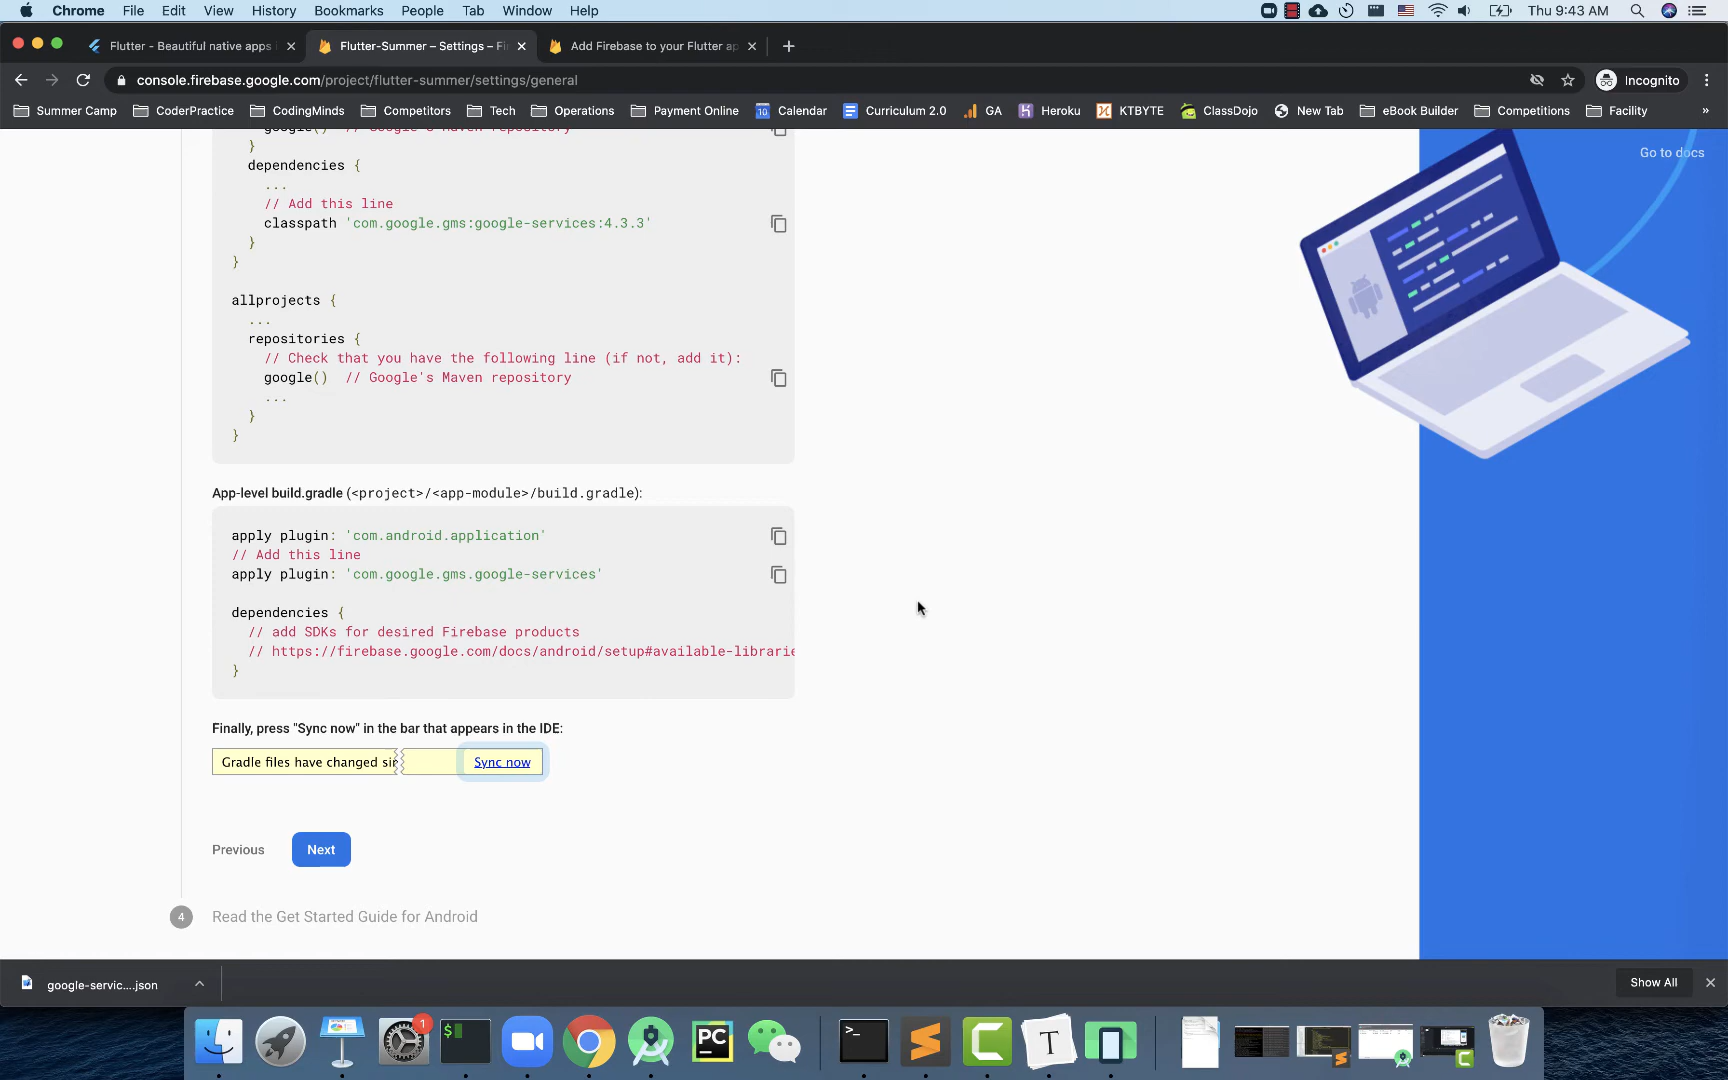 Chrome File Edit View History Bookmarks People Tab Window Help
Thu 9:43 AM
Flutter - Beautiful native apps
Flutter-Summer – Settings – Fi
Add Firebase to your Flutter ap
console.firebase.google.com/project/flutter-summer/settings/general
Incognito
Summer Camp CoderPractice CodingMinds Competitors Tech Operations Payment Online Calendar Curriculum 2.0 GA Heroku KTBYTE ClassDojo New Tab eBook Builder Competitions Facility »
Go to docs
google() // Google's Maven repository
}
dependencies {
...
// Add this line
classpath 'com.google.gms:google-services:4.3.3'
}
}
allprojects {
...
repositories {
// Check that you have the following line (if not, add it):
google() // Google's Maven repository
...
}
}
App-level build.gradle (<project>/<app-module>/build.gradle):
apply plugin: 'com.android.application'
// Add this line
apply plugin: 'com.google.gms.google-services'
dependencies {
// add SDKs for desired Firebase products
// https://firebase.google.com/docs/android/setup#available-librarie
}
Finally, press "Sync now" in the bar that appears in the IDE:
Gradle files have changed sin
Sync now
Previous
Next
4 Read the Get Started Guide for Android
google-servic....json
Show All
1
$
PC
>_
T